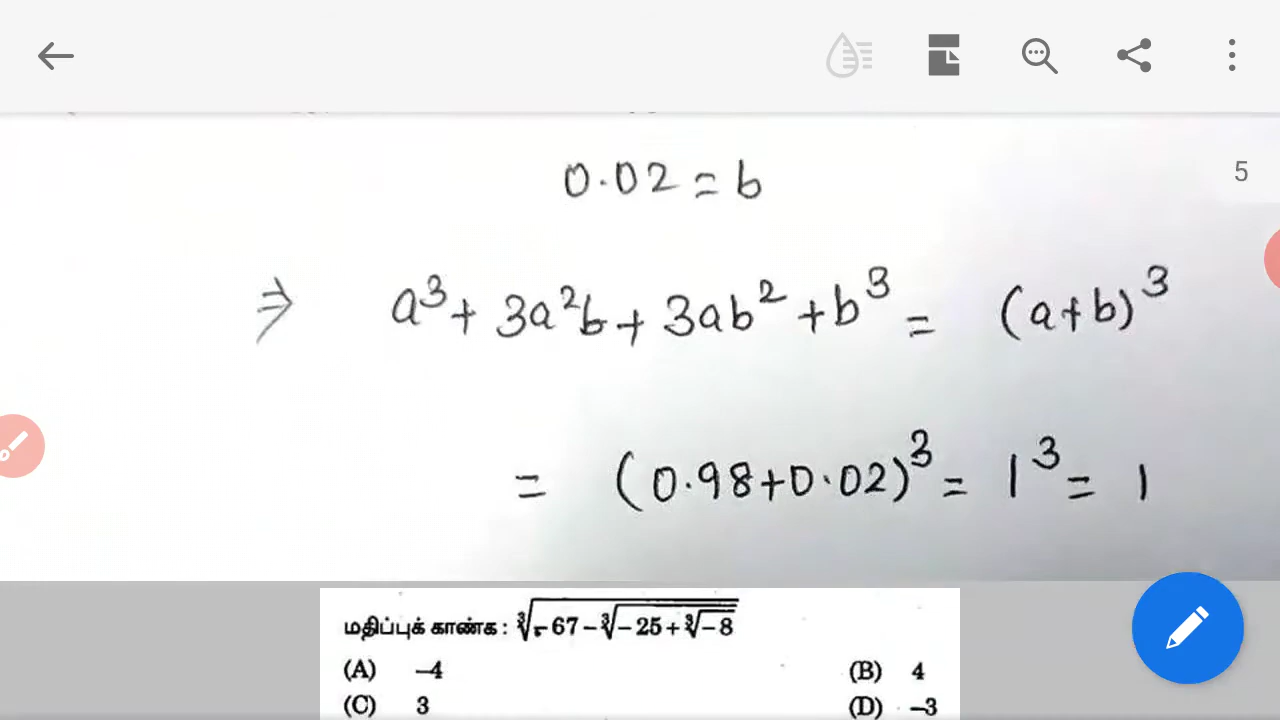 5
0.02 = b
⇒ a³ + 3a²b + 3ab² + b³ = (a+b)³
= (0.98+0.02)³ = 1³ = 1
மதிப்புக் காண்க : ∛(–67 – ∛(–25 + ∛–8))
(A) –4 (B) 4
(C) 3 (D) –3